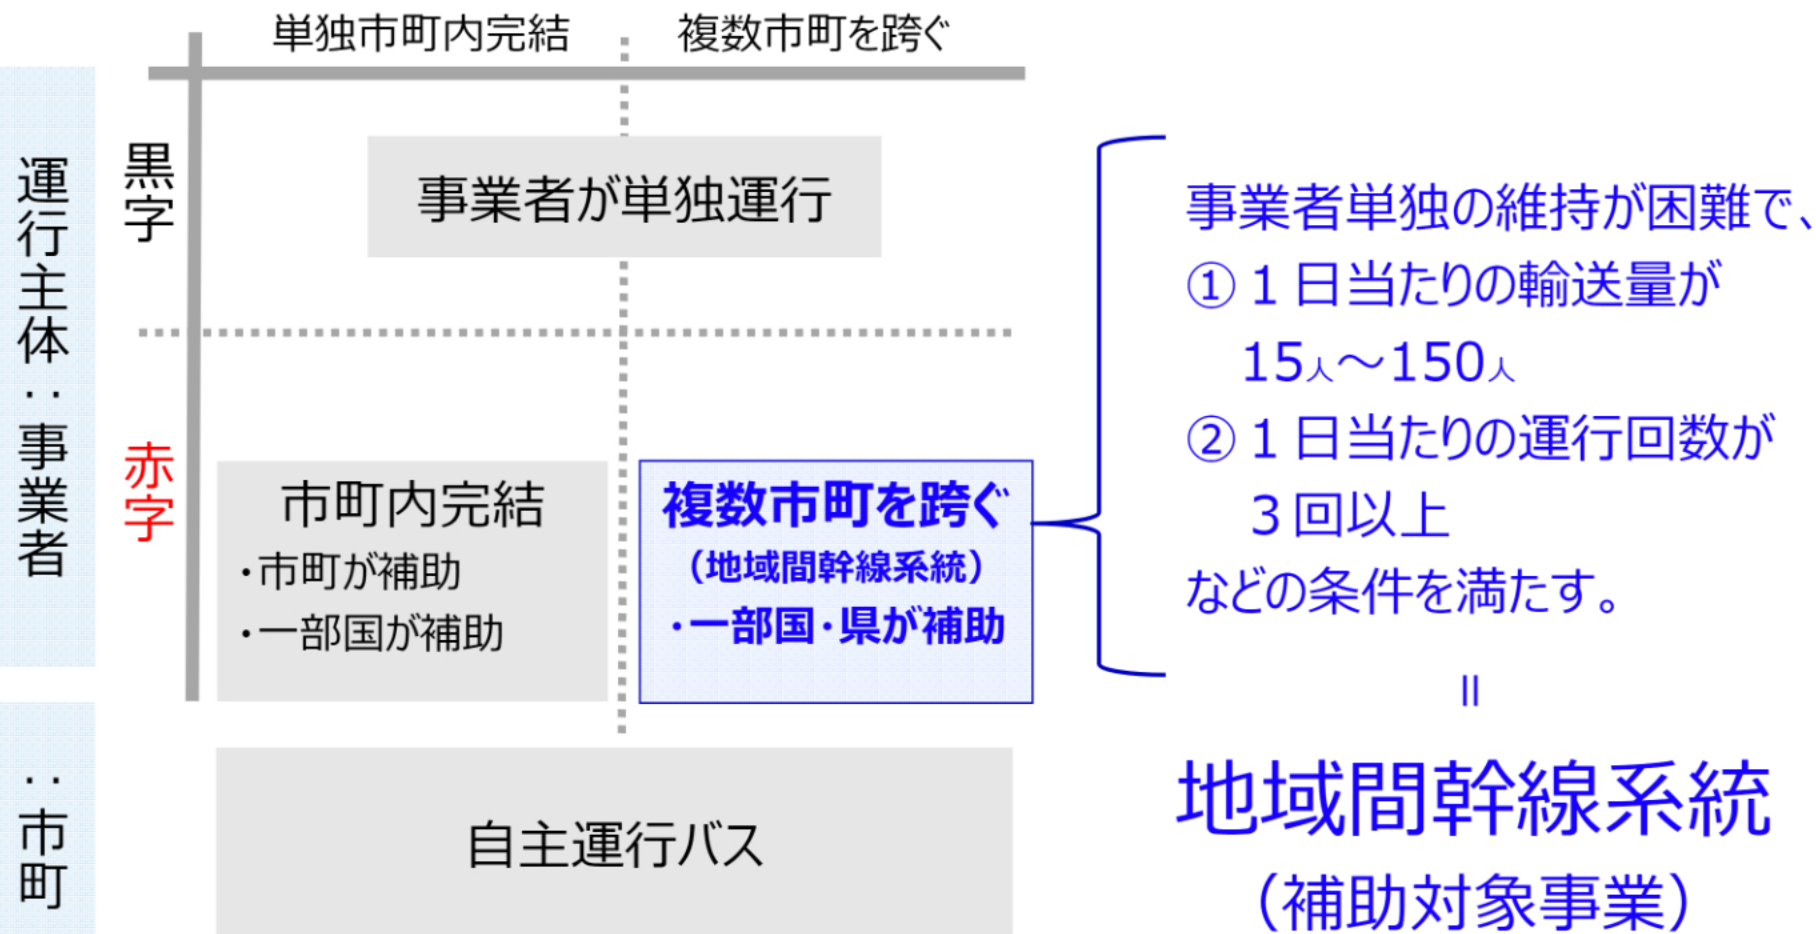 単独市町内完結
複数市町を跨ぐ
運行主体：事業者
黒字
事業者が単独運行
赤字
市町内完結
・市町が補助
・一部国が補助
複数市町を跨ぐ
（地域間幹線系統）
・一部国・県が補助
：市町
自主運行バス
事業者単独の維持が困難で、
①１日当たりの輸送量が
15人～150人
②１日当たりの運行回数が
３回以上
などの条件を満たす。
＝
地域間幹線系統
（補助対象事業）